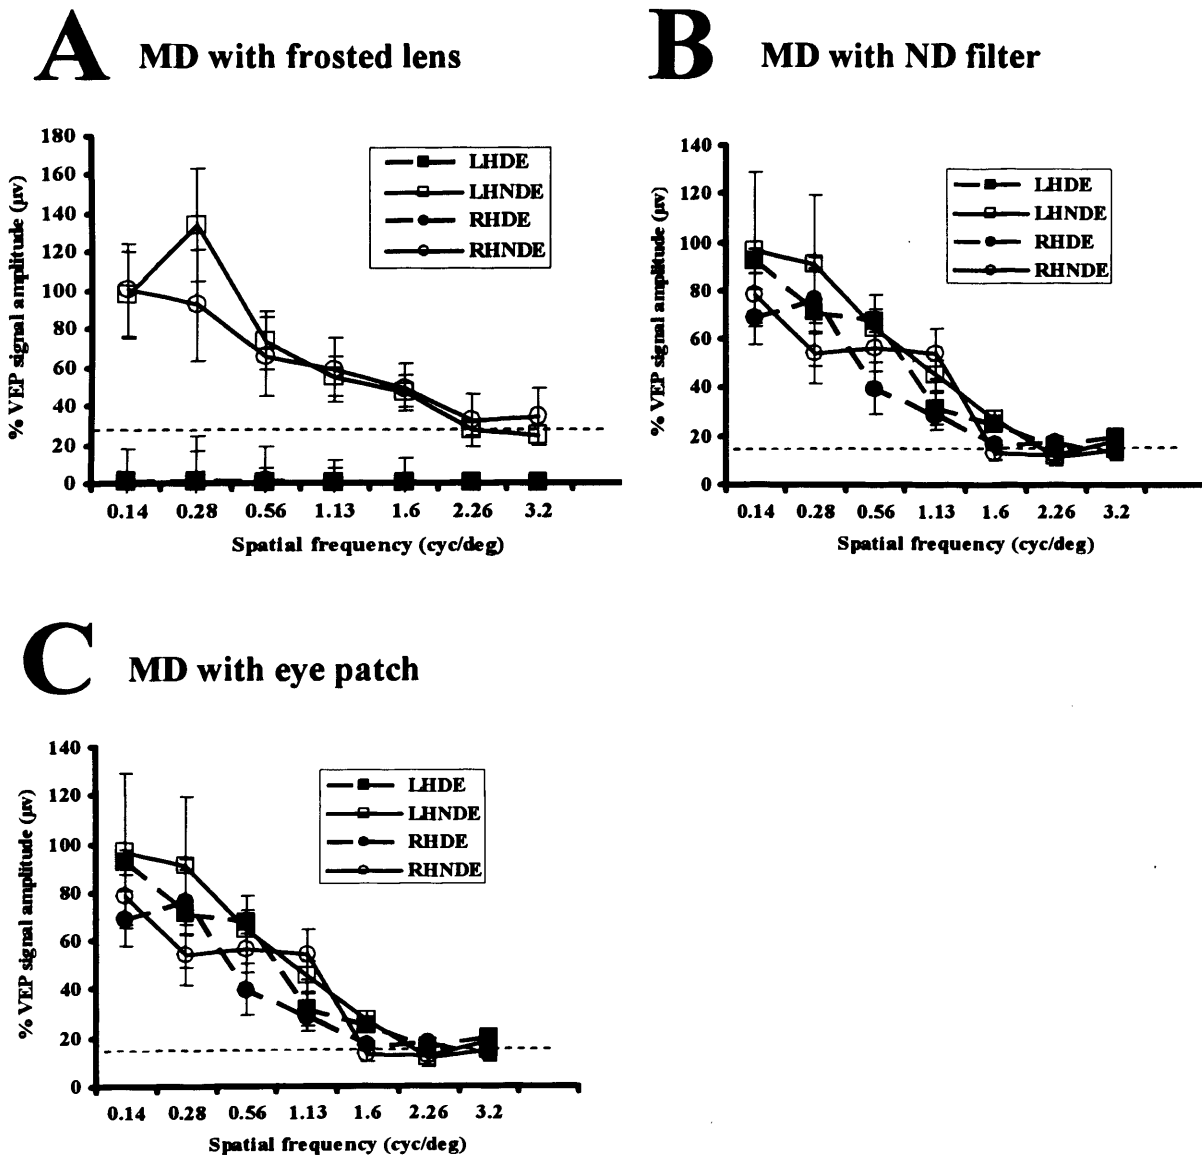 A MD with frosted lens
% VEP signal amplitude (µv)
180
160
140
120
100
80
60
40
20
0
LHDE
LHNDE
RHDE
RHNDE
0.14 0.28 0.56 1.13 1.6 2.26 3.2
Spatial frequency (cyc/deg)
B MD with ND filter
% VEP signal amplitude (µv)
140
120
100
80
60
40
20
0
LHDE
LHNDE
RHDE
RHNDE
0.14 0.28 0.56 1.13 1.6 2.26 3.2
Spatial frequency (cyc/deg)
C MD with eye patch
% VEP signal amplitude (µv)
140
120
100
80
60
40
20
0
LHDE
LHNDE
RHDE
RHNDE
0.14 0.28 0.56 1.13 1.6 2.26 3.2
Spatial frequency (cyc/deg)